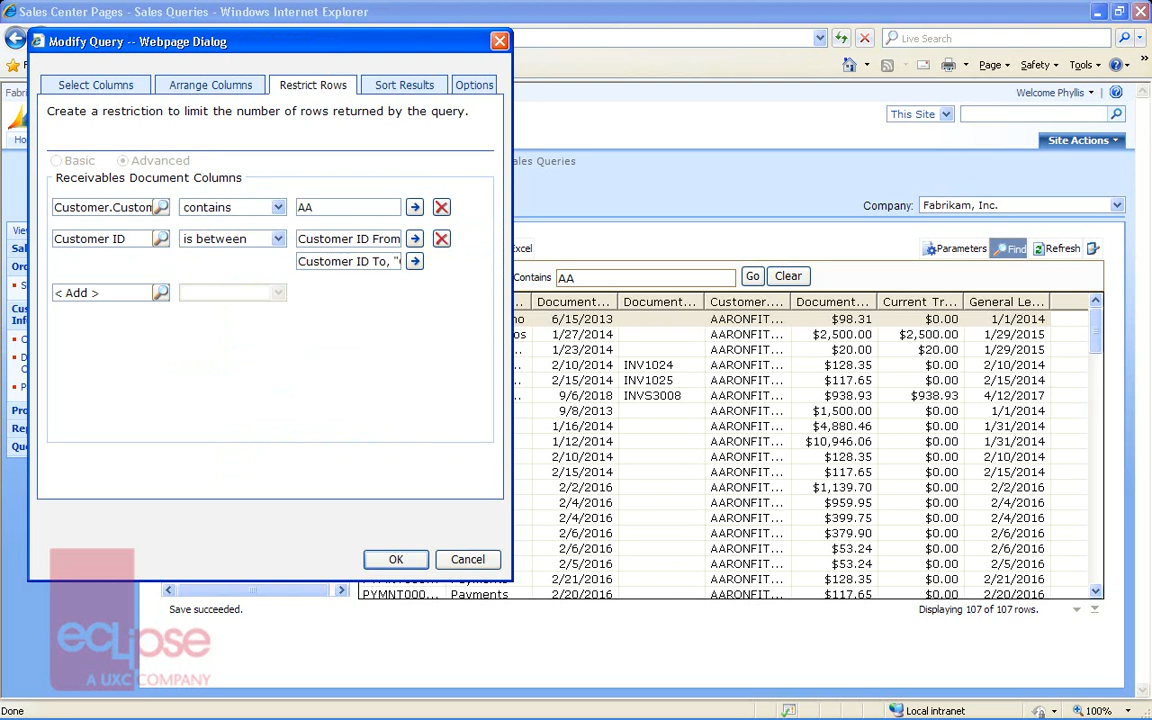 Sales Center Pages - Sales Queries - Windows Internet Explorer
Modify Query -- Webpage Dialog
Live Search
Page
Safety
Tools
Select Columns
Arrange Columns
Restrict Rows
Sort Results
Options
Welcome Phyllis
Create a restriction to limit the number of rows returned by the query.
This Site
Site Actions
Basic
Advanced
ales Queries
Receivables Document Columns
Customer.Custom
contains
AA
Company:
Fabrikam, Inc.
Customer ID
is between
Customer ID From
Excel
Parameters
Find
Refresh
Customer ID To, "(
Contains
AA
Go
Clear
< Add >
Document...
Document...
Customer....
Document...
Current Tr...
General Le...
no 6/15/2013 AARONFIT... $98.31 $0.00 1/1/2014
os 1/27/2014 AARONFIT... $2,500.00 $2,500.00 1/29/2015
.. 1/23/2014 AARONFIT... $20.00 $20.00 1/29/2015
2/10/2014 INV1024 AARONFIT... $128.35 $0.00 2/10/2014
2/15/2014 INV1025 AARONFIT... $117.65 $0.00 2/15/2014
.. 9/6/2018 INVS3008 AARONFIT... $938.93 $938.93 4/12/2017
9/8/2013 AARONFIT... $1,500.00 $0.00 1/1/2014
1/16/2014 AARONFIT... $4,880.46 $0.00 1/31/2014
1/12/2014 AARONFIT... $10,946.06 $0.00 1/31/2014
2/10/2014 AARONFIT... $128.35 $0.00 2/10/2014
2/15/2014 AARONFIT... $117.65 $0.00 2/15/2014
2/2/2016 AARONFIT... $1,139.70 $0.00 2/2/2016
2/4/2016 AARONFIT... $959.95 $0.00 2/4/2016
2/4/2016 AARONFIT... $399.75 $0.00 2/4/2016
2/6/2016 AARONFIT... $379.90 $0.00 2/6/2016
2/6/2016 AARONFIT... $53.24 $0.00 2/6/2016
2/5/2016 AARONFIT... $53.24 $0.00 2/5/2016
2/21/2016 AARONFIT... $128.35 $0.00 2/21/2016
PYMNT000... Payments 2/20/2016 AARONFIT... $117.65 $0.00 2/20/2016
OK
Cancel
Save succeeded.
Displaying 107 of 107 rows.
eclipse
A UXC COMPANY
Done
Local intranet
100%